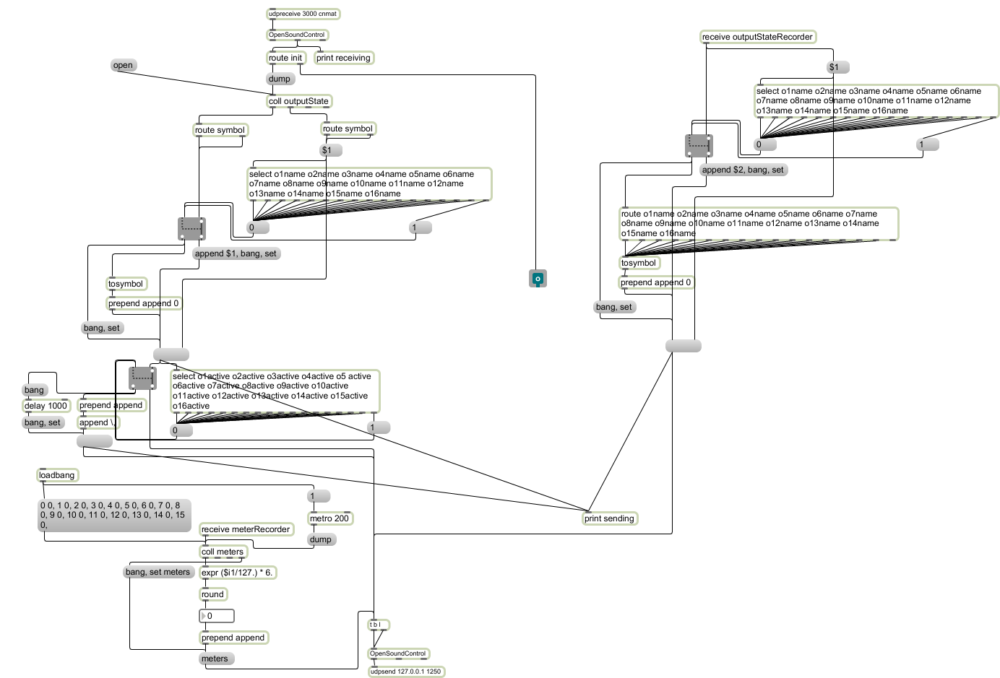 udpreceive 3000 cnmat
OpenSoundControl
route init
print receiving
open
dump
coll outputState
route symbol
route symbol
$1
select o1name o2name o3name o4name o5name o6name
o7name o8name o9name o10name o11name o12name
o13name o14name o15name o16name
0
1
append $1, bang, set
tosymbol
prepend append 0
bang, set
receive outputStateRecorder
$1
select o1name o2name o3name o4name o5name o6name
o7name o8name o9name o10name o11name o12name
o13name o14name o15name o16name
0
1
append $2, bang, set
route o1name o2name o3name o4name o5name o6name o7name
o8name o9name o10name o11name o12name o13name o14name
o15name o16name
tosymbol
prepend append 0
bang, set
select o1active o2active o3active o4active o5 active
o6active o7active o8active o9active o10active
o11active o12active o13active o14active o15active
o16active
0
1
bang
delay 1000
bang, set
prepend append
append \,
loadbang
0 0, 1 0, 2 0, 3 0, 4 0, 5 0, 6 0, 7 0, 8
0, 9 0, 10 0, 11 0, 12 0, 13 0, 14 0, 15
0,
1
metro 200
dump
receive meterRecorder
coll meters
bang, set meters
expr ($i1/127.) * 6.
round
0
prepend append
meters
print sending
t b l
OpenSoundControl
udpsend 127.0.0.1 1250